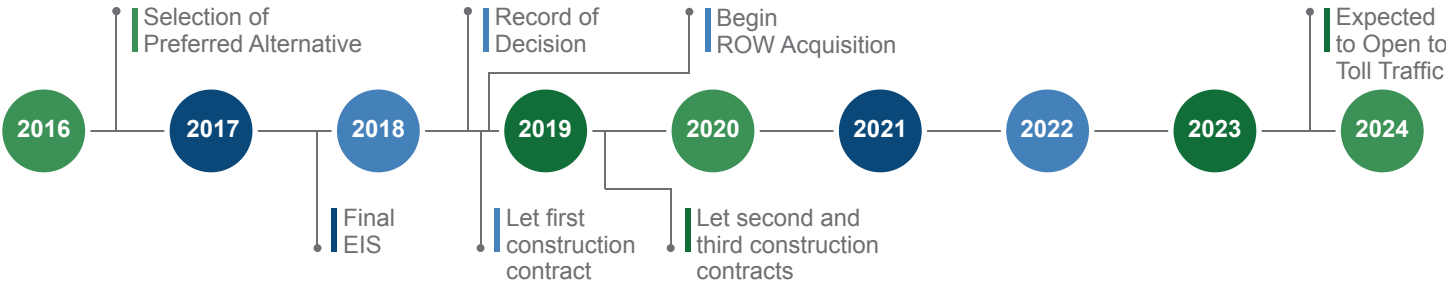 Selection of
Preferred Alternative
Record of
Decision
Begin
ROW Acquisition
Expected
to Open to
Toll Traffic
2016
2017
2018
2019
2020
2021
2022
2023
2024
Final
EIS
Let first
construction
contract
Let second and
third construction
contracts